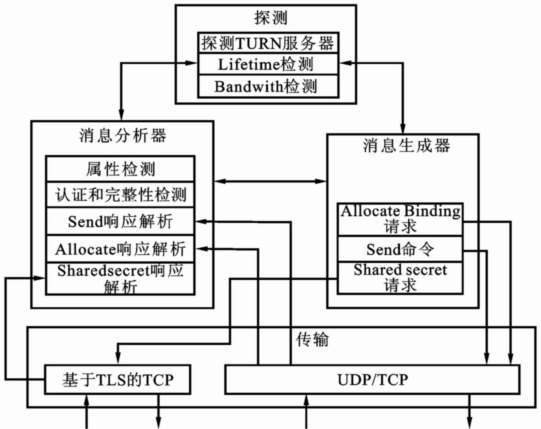 探测
探测TURN服务器
Lifetime检测
Bandwith检测
消息分析器
属性检测
认证和完整性检测
Send响应解析
Allocate响应解析
Sharedsecret响应
解析
消息生成器
Allocate Binding
请求
Send命令
Shared secret
请求
传输
基于TLS的TCP
UDP/TCP